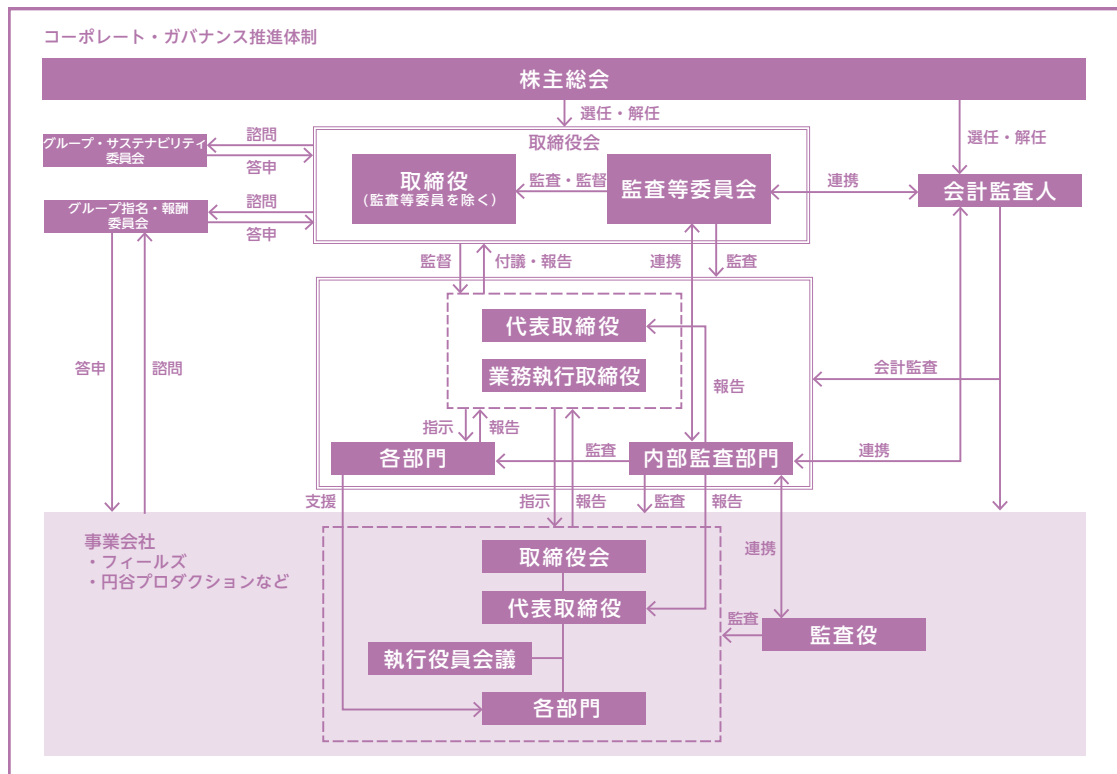 コーポレート・ガバナンス推進体制
株主総会
選任・解任
選任・解任
グループ・サステナビリティ
委員会
諮問
答申
取締役会
取締役
(監査等委員を除く)
監査・監督
監査等委員会
連携
会計監査人
グループ指名・報酬
委員会
諮問
答申
監督
付議・報告
連携
監査
代表取締役
業務執行取締役
答申
諮問
会計監査
報告
指示
報告
各部門
監査
内部監査部門
連携
支援
指示
報告
監査
報告
事業会社
・フィールズ
・円谷プロダクションなど
取締役会
連携
代表取締役
監査
監査役
執行役員会議
各部門